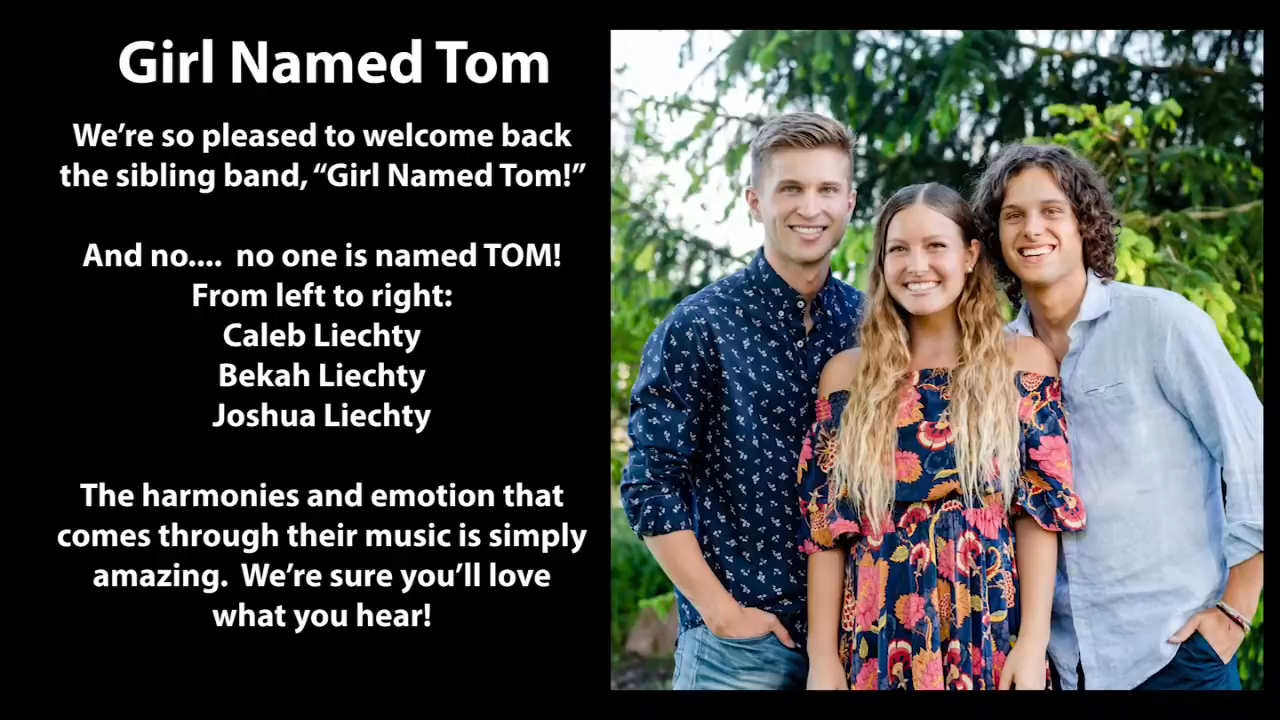 Girl Named Tom
We’re so pleased to welcome back
the sibling band, “Girl Named Tom!”
And no.... no one is named TOM!
From left to right:
Caleb Liechty
Bekah Liechty
Joshua Liechty
The harmonies and emotion that
comes through their music is simply
amazing. We’re sure you’ll love
what you hear!